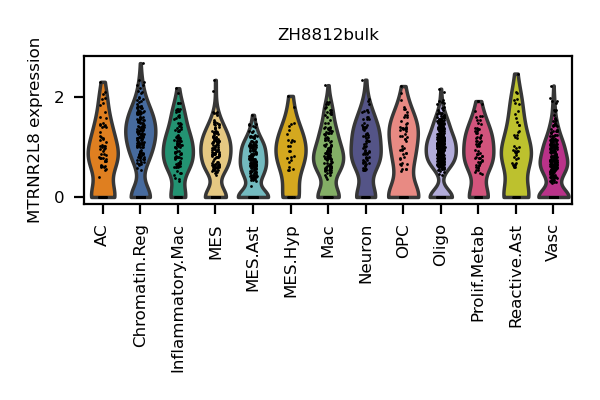 ZH8812bulk
MTRNR2L8 expression
2
0
AC
Chromatin.Reg
Inflammatory.Mac
MES
MES.Ast
MES.Hyp
Mac
Neuron
OPC
Oligo
Prolif.Metab
Reactive.Ast
Vasc